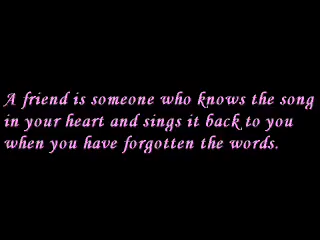 A friend is someone who knows the song
in your heart and sings it back to you
when you have forgotten the words.